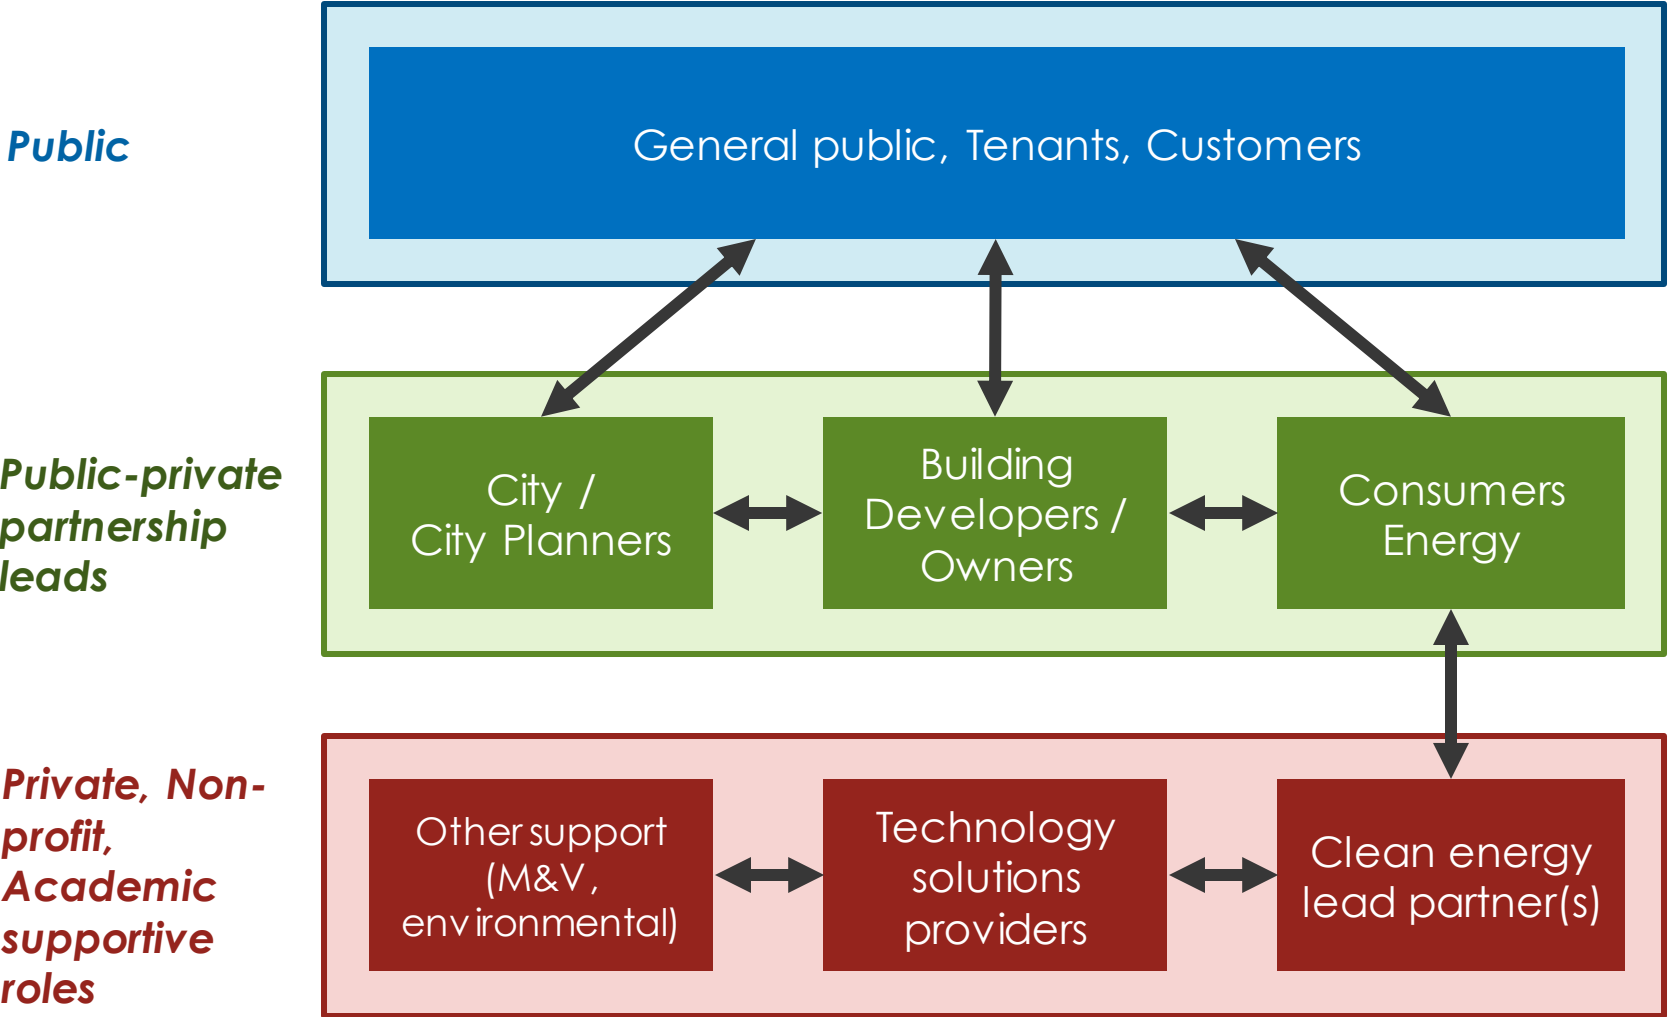 Public
General public, Tenants, Customers
Public-private
partnership
leads
City /
City Planners
Building
Developers /
Owners
Consumers
Energy
Private, Non-
profit,
Academic
supportive
roles
Other support
(M&V,
environmental)
Technology
solutions
providers
Clean energy
lead partner(s)